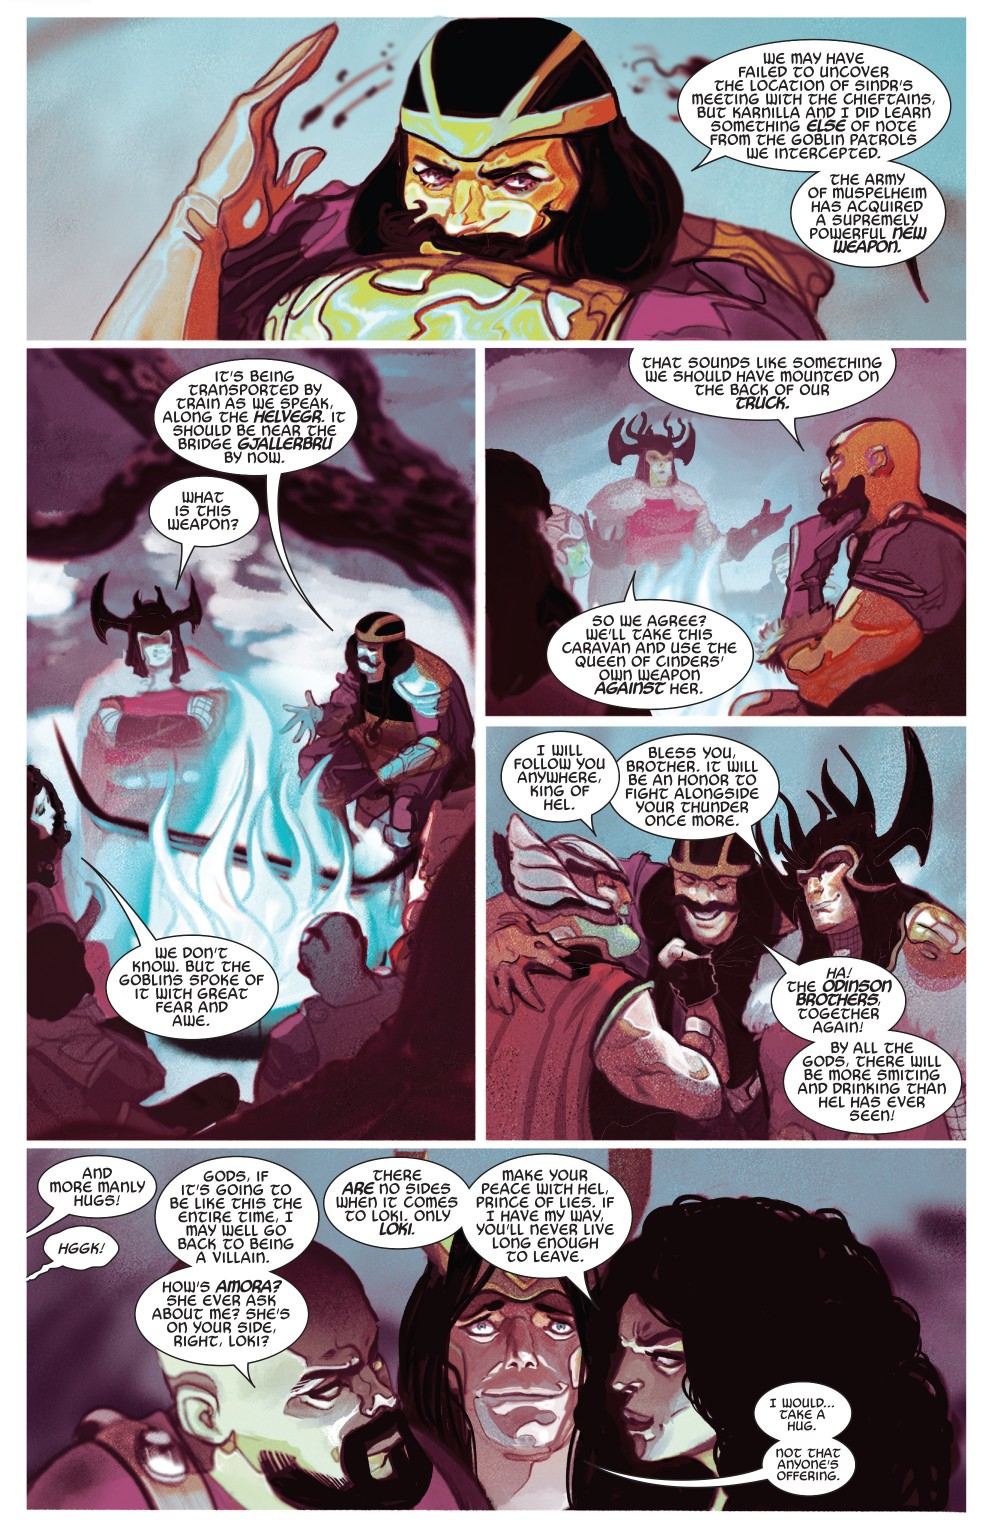 WE MAY HAVE
FAILED TO UNCOVER
THE LOCATION OF SINDR'S
MEETING WITH THE CHIEFTAINS,
BUT KARNILLA AND I DID LEARN
SOMETHING ELSE OF NOTE
FROM THE GOBLIN PATROLS
WE INTERCEPTED.
THE ARMY
OF MUSPELHEIM
HAS ACQUIRED
A SUPREMELY
POWERFUL NEW
WEAPON.
IT'S BEING
TRANSPORTED BY
TRAIN AS WE SPEAK,
ALONG THE HELVEGR. IT
SHOULD BE NEAR THE
BRIDGE GJALLERBRU
BY NOW.
WHAT
IS THIS
WEAPON?
WE DON'T
KNOW. BUT THE
GOBLINS SPOKE OF
IT WITH GREAT
FEAR AND
AWE.
THAT SOUNDS LIKE SOMETHING
WE SHOULD HAVE MOUNTED ON
THE BACK OF OUR
TRUCK.
SO WE AGREE?
WE'LL TAKE THIS
CARAVAN AND USE THE
QUEEN OF CINDERS'
OWN WEAPON
AGAINST HER.
I WILL
FOLLOW YOU
ANYWHERE,
KING OF
HEL.
BLESS YOU,
BROTHER. IT WILL
BE AN HONOR TO
FIGHT ALONGSIDE
YOUR THUNDER
ONCE MORE.
HA!
THE ODINSON
BROTHERS,
TOGETHER
AGAIN!
BY ALL THE
GODS, THERE WILL
BE MORE SMITING
AND DRINKING THAN
HEL HAS EVER
SEEN!
AND
MORE MANLY
HUGS!
HGGK!
GODS, IF
IT'S GOING TO
BE LIKE THIS THE
ENTIRE TIME, I
MAY WELL GO
BACK TO BEING
A VILLAIN.
HOW'S AMORA?
SHE EVER ASK
ABOUT ME? SHE'S
ON YOUR SIDE,
RIGHT, LOKI?
THERE
ARE NO SIDES
WHEN IT COMES
TO LOKI. ONLY
LOKI.
MAKE YOUR
PEACE WITH HEL,
PRINCE OF LIES. IF
I HAVE MY WAY,
YOU'LL NEVER LIVE
LONG ENOUGH
TO LEAVE.
I WOULD...
TAKE A
HUG.
NOT THAT
ANYONE'S
OFFERING.